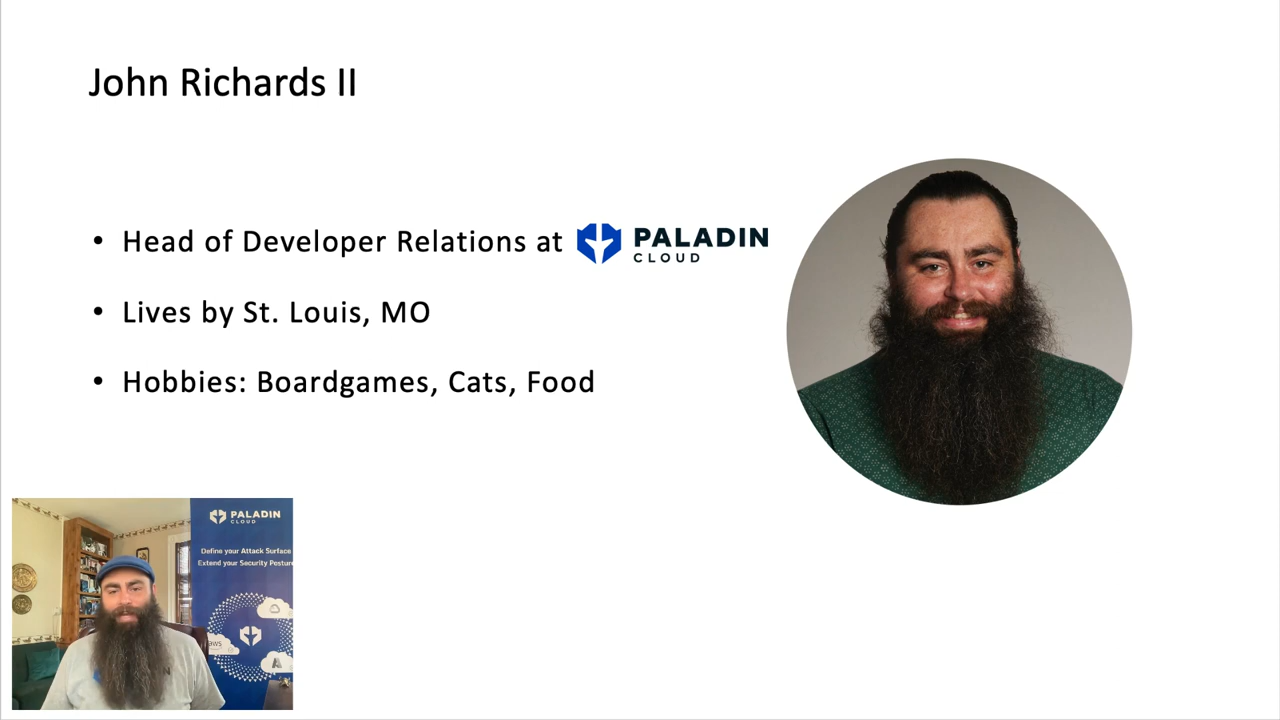 John Richards II
• Head of Developer Relations at PALADIN CLOUD
• Lives by St. Louis, MO
• Hobbies: Boardgames, Cats, Food
PALADIN
CLOUD
Define your Attack Surface
Extend your Security Posture
aws